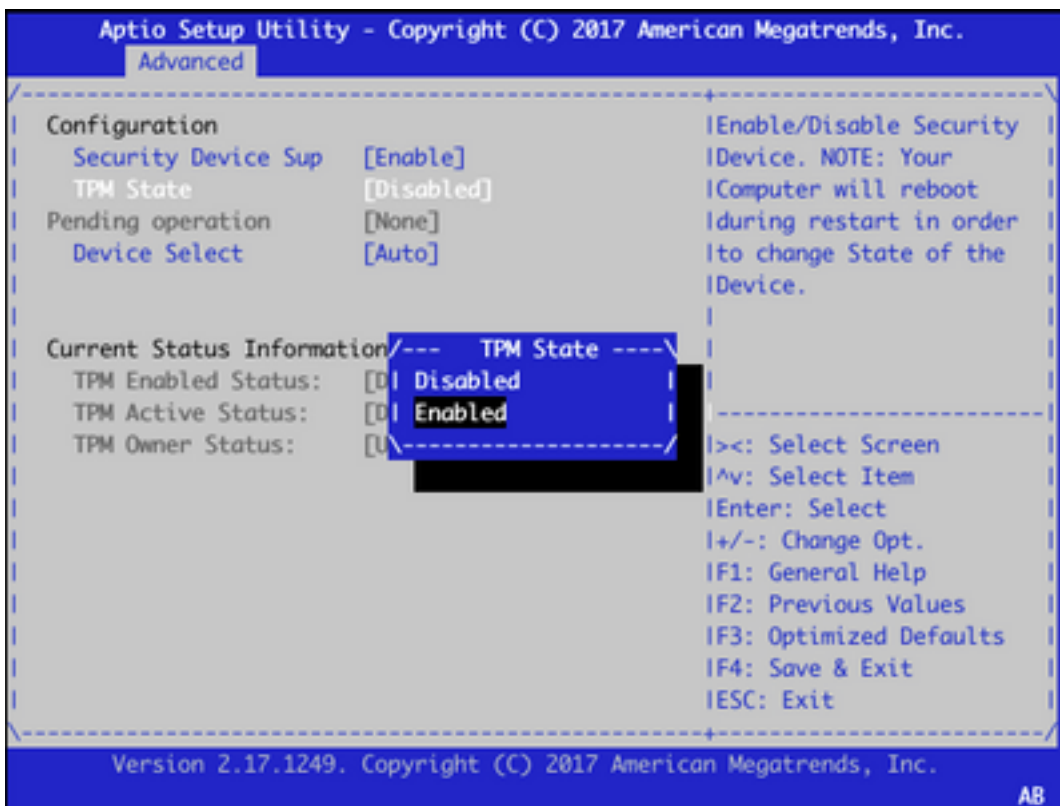 Aptio Setup Utility - Copyright (C) 2017 American Megatrends, Inc.
Advanced
Configuration
Security Device Sup [Enable]
TPM State [Disabled]
Pending operation [None]
Device Select [Auto]
Current Status Information
TPM Enabled Status: [D
TPM Active Status: [D
TPM Owner Status: [U
TPM State
Disabled
Enabled
Enable/Disable Security
Device. NOTE: Your
Computer will reboot
during restart in order
to change State of the
Device.
><: Select Screen
^v: Select Item
Enter: Select
+/-: Change Opt.
F1: General Help
F2: Previous Values
F3: Optimized Defaults
F4: Save & Exit
ESC: Exit
Version 2.17.1249. Copyright (C) 2017 American Megatrends, Inc.
AB